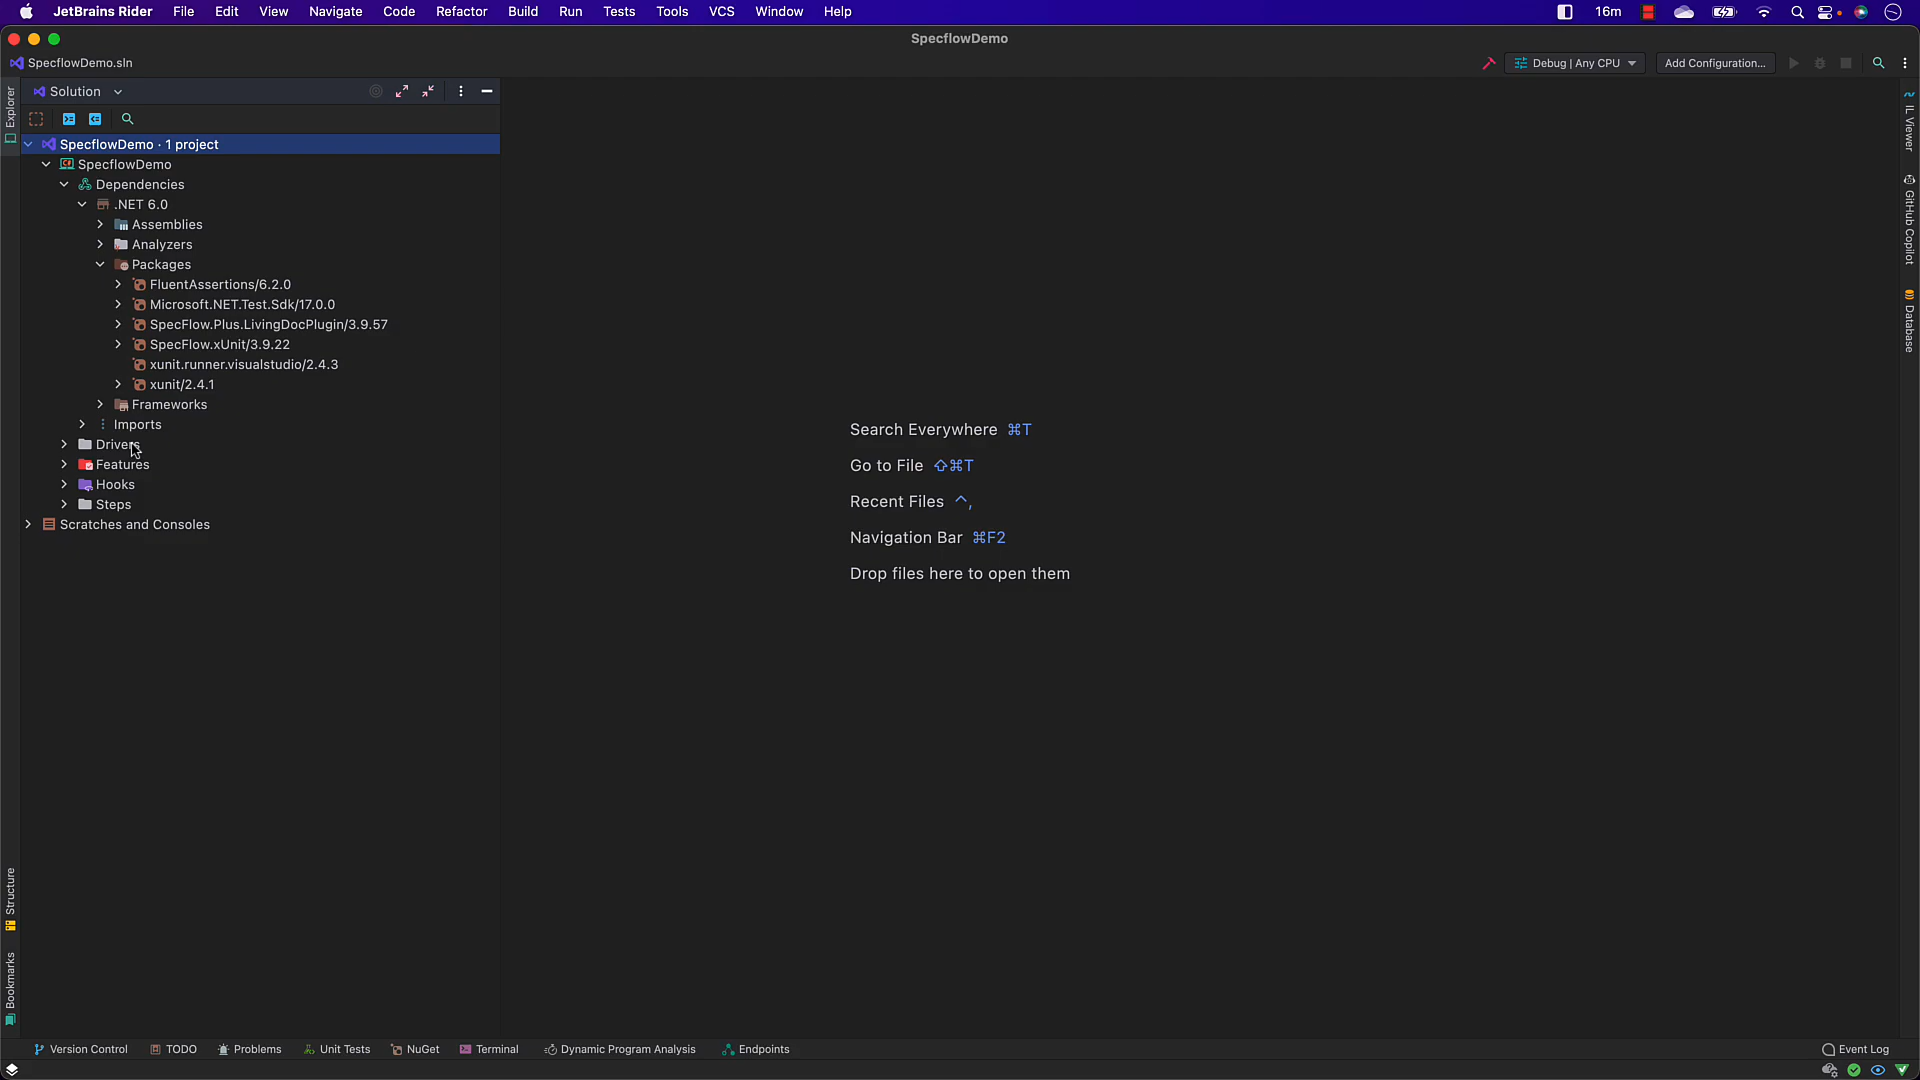 JetBrains Rider File Edit View Navigate Code Refactor Build Run Tests Tools VCS Window Help 16m
SpecflowDemo
SpecflowDemo.sln Debug | Any CPU Add Configuration...
Explorer
Solution
SpecflowDemo · 1 project
SpecflowDemo
Dependencies
.NET 6.0
Assemblies
Analyzers
Packages
FluentAssertions/6.2.0
Microsoft.NET.Test.Sdk/17.0.0
SpecFlow.Plus.LivingDocPlugin/3.9.57
SpecFlow.xUnit/3.9.22
xunit.runner.visualstudio/2.4.3
xunit/2.4.1
Frameworks
Imports
Drivers
Features
Hooks
Steps
Scratches and Consoles
Search Everywhere ⌘T
Go to File ⇧⌘T
Recent Files ^,
Navigation Bar ⌘F2
Drop files here to open them
IL Viewer
GitHub Copilot
Database
Structure
Bookmarks
Version Control TODO Problems Unit Tests NuGet Terminal Dynamic Program Analysis Endpoints Event Log